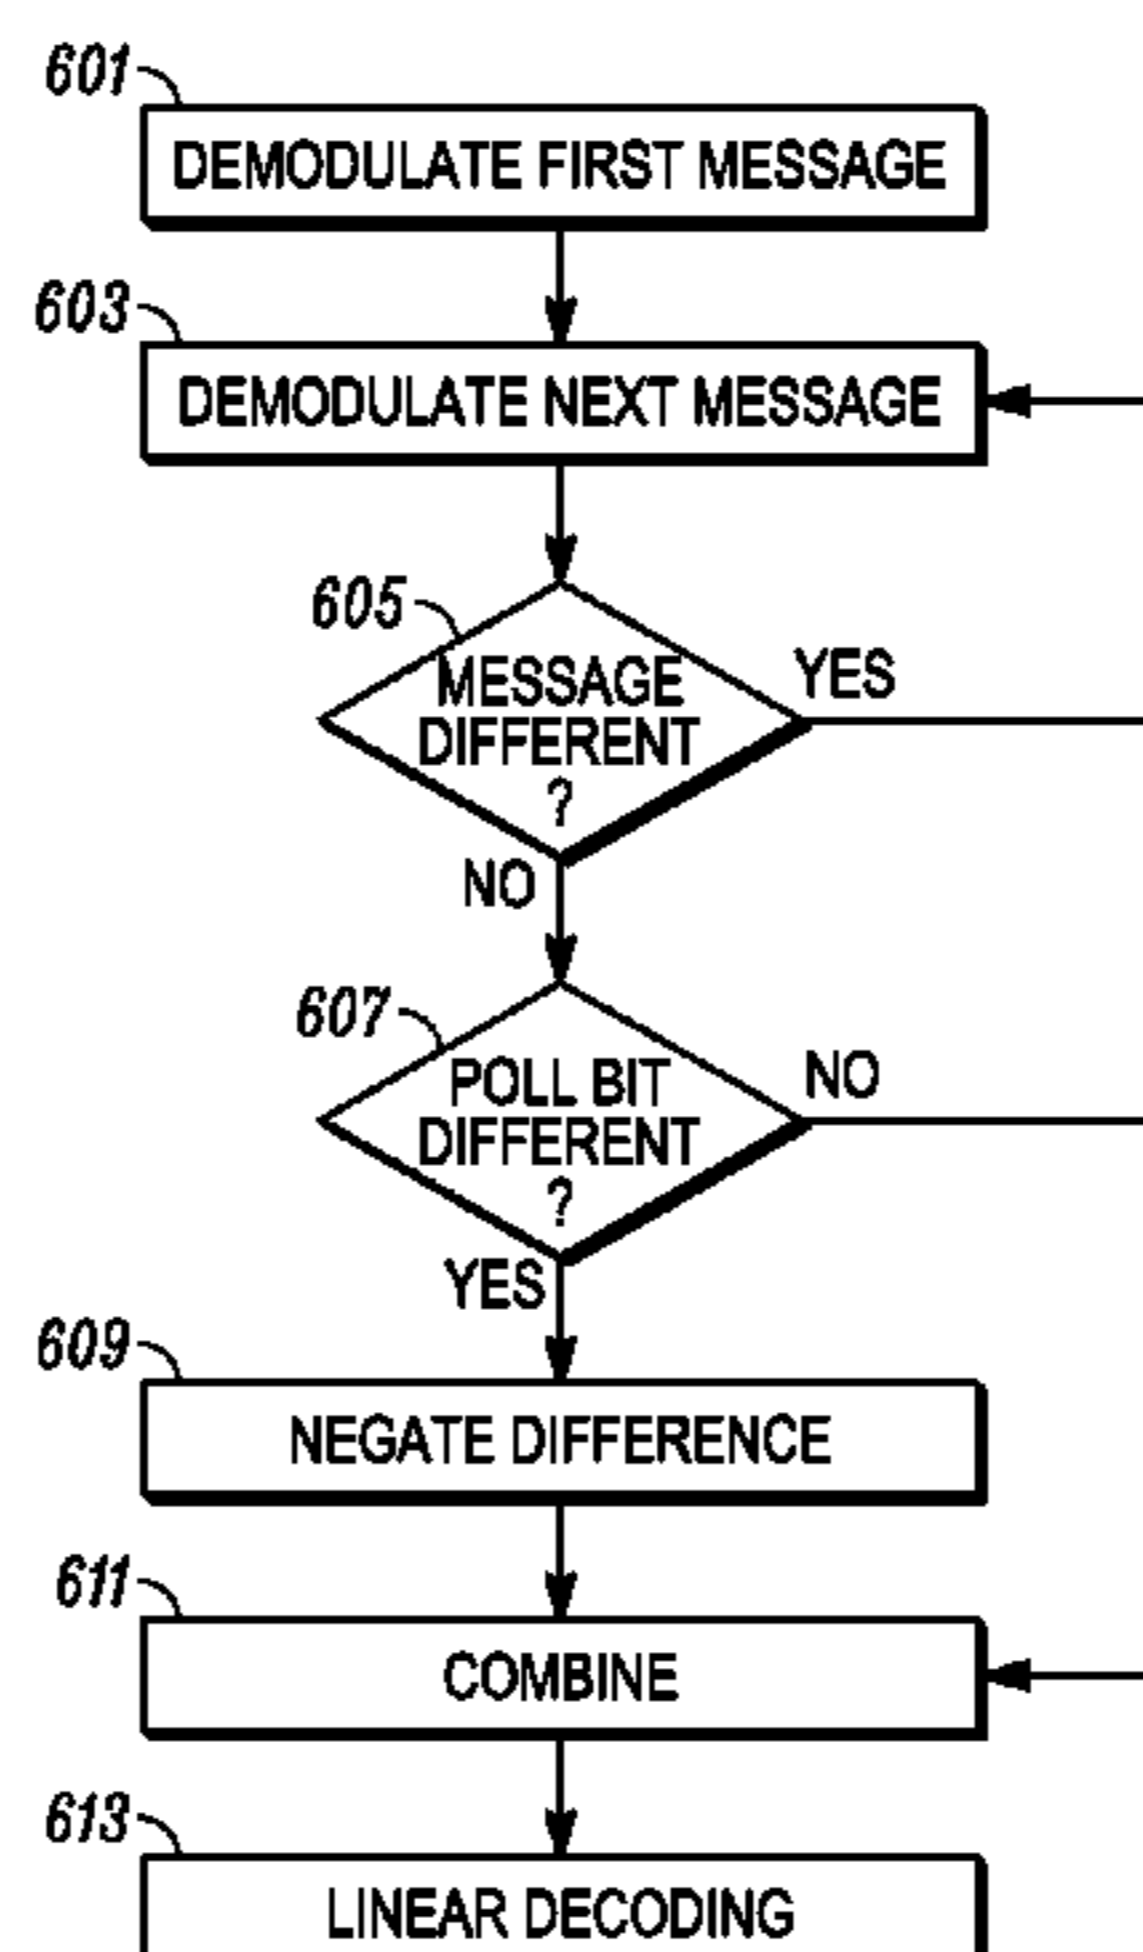 601
DEMODULATE FIRST MESSAGE
603
DEMODULATE NEXT MESSAGE
605
MESSAGE
DIFFERENT
?
YES
NO
607
POLL BIT
DIFFERENT
?
NO
YES
609
NEGATE DIFFERENCE
611
COMBINE
613
LINEAR DECODING